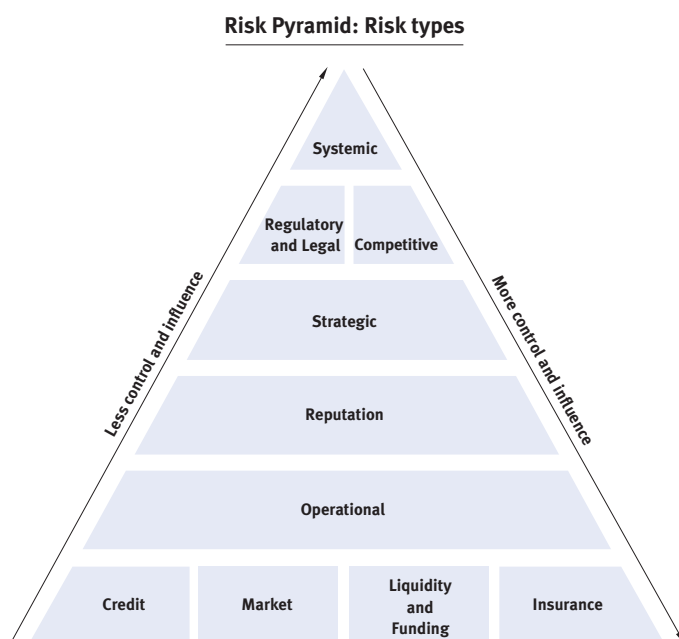 Risk Pyramid: Risk types
Systemic
Regulatory
and Legal
Competitive
Less control and influence
More control and influence
Strategic
Reputation
Operational
Credit
Market
Liquidity
and
Funding
Insurance